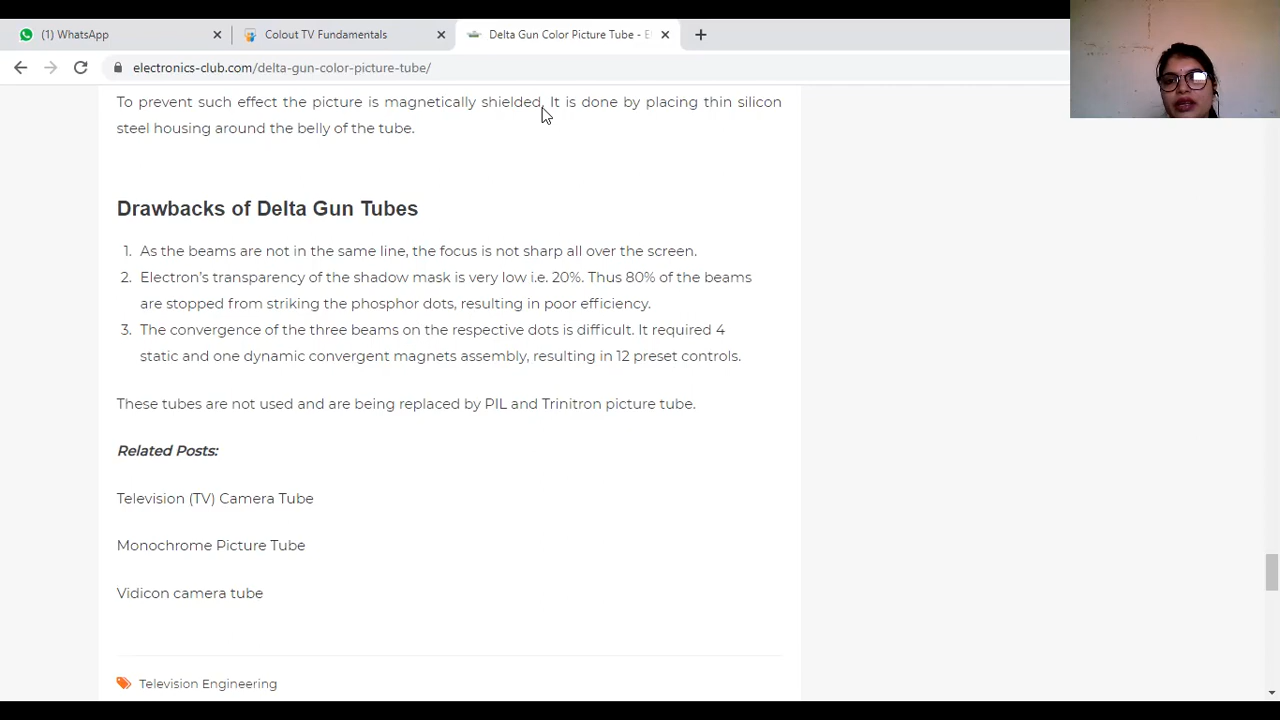 (1) WhatsApp
Colout TV Fundamentals
Delta Gun Color Picture Tube - E
electronics-club.com/delta-gun-color-picture-tube/
To prevent such effect the picture is magnetically shielded. It is done by placing thin silicon
steel housing around the belly of the tube.
Drawbacks of Delta Gun Tubes
1. As the beams are not in the same line, the focus is not sharp all over the screen.
2. Electron’s transparency of the shadow mask is very low i.e. 20%. Thus 80% of the beams
are stopped from striking the phosphor dots, resulting in poor efficiency.
3. The convergence of the three beams on the respective dots is difficult. It required 4
static and one dynamic convergent magnets assembly, resulting in 12 preset controls.
These tubes are not used and are being replaced by PIL and Trinitron picture tube.
Related Posts:
Television (TV) Camera Tube
Monochrome Picture Tube
Vidicon camera tube
Television Engineering